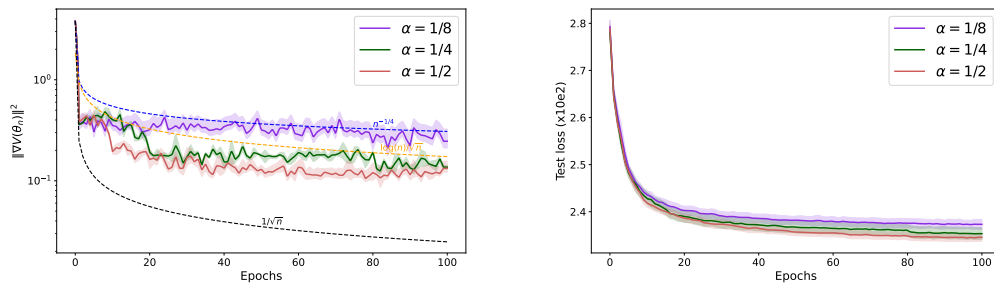 ‖∇V(θₙ)‖²
10⁰
10⁻¹
α = 1/8
α = 1/4
α = 1/2
n⁻¹/⁴
log(n)/√n
1/√n
0
20
40
60
80
100
Epochs
Test loss (x10e2)
2.8
2.7
2.6
2.5
2.4
α = 1/8
α = 1/4
α = 1/2
0
20
40
60
80
100
Epochs